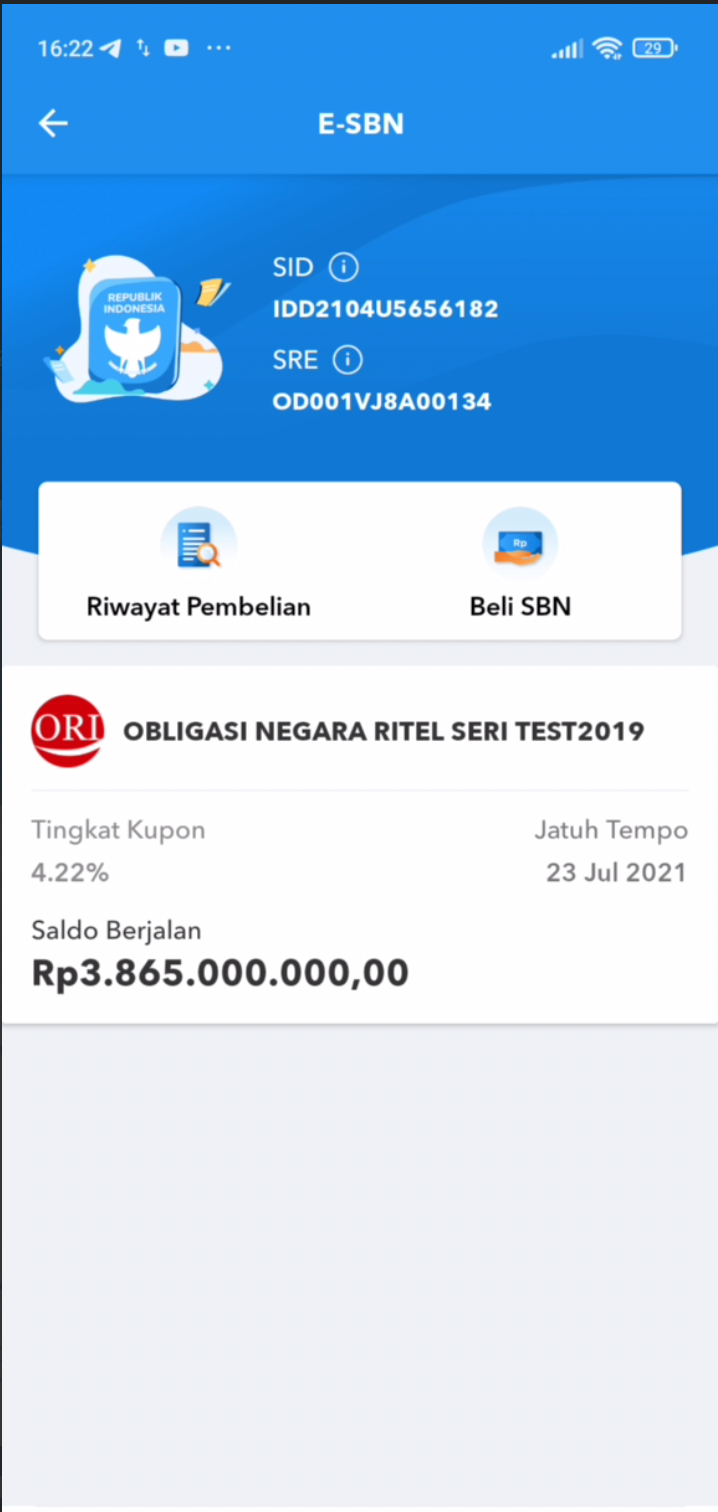 16:22
29
E-SBN
REPUBLIK
INDONESIA
SID
IDD2104U5656182
SRE
OD001VJ8A00134
Rp
Riwayat Pembelian
Beli SBN
ORI
OBLIGASI NEGARA RITEL SERI TEST2019
Tingkat Kupon
Jatuh Tempo
4.22%
23 Jul 2021
Saldo Berjalan
Rp3.865.000.000,00